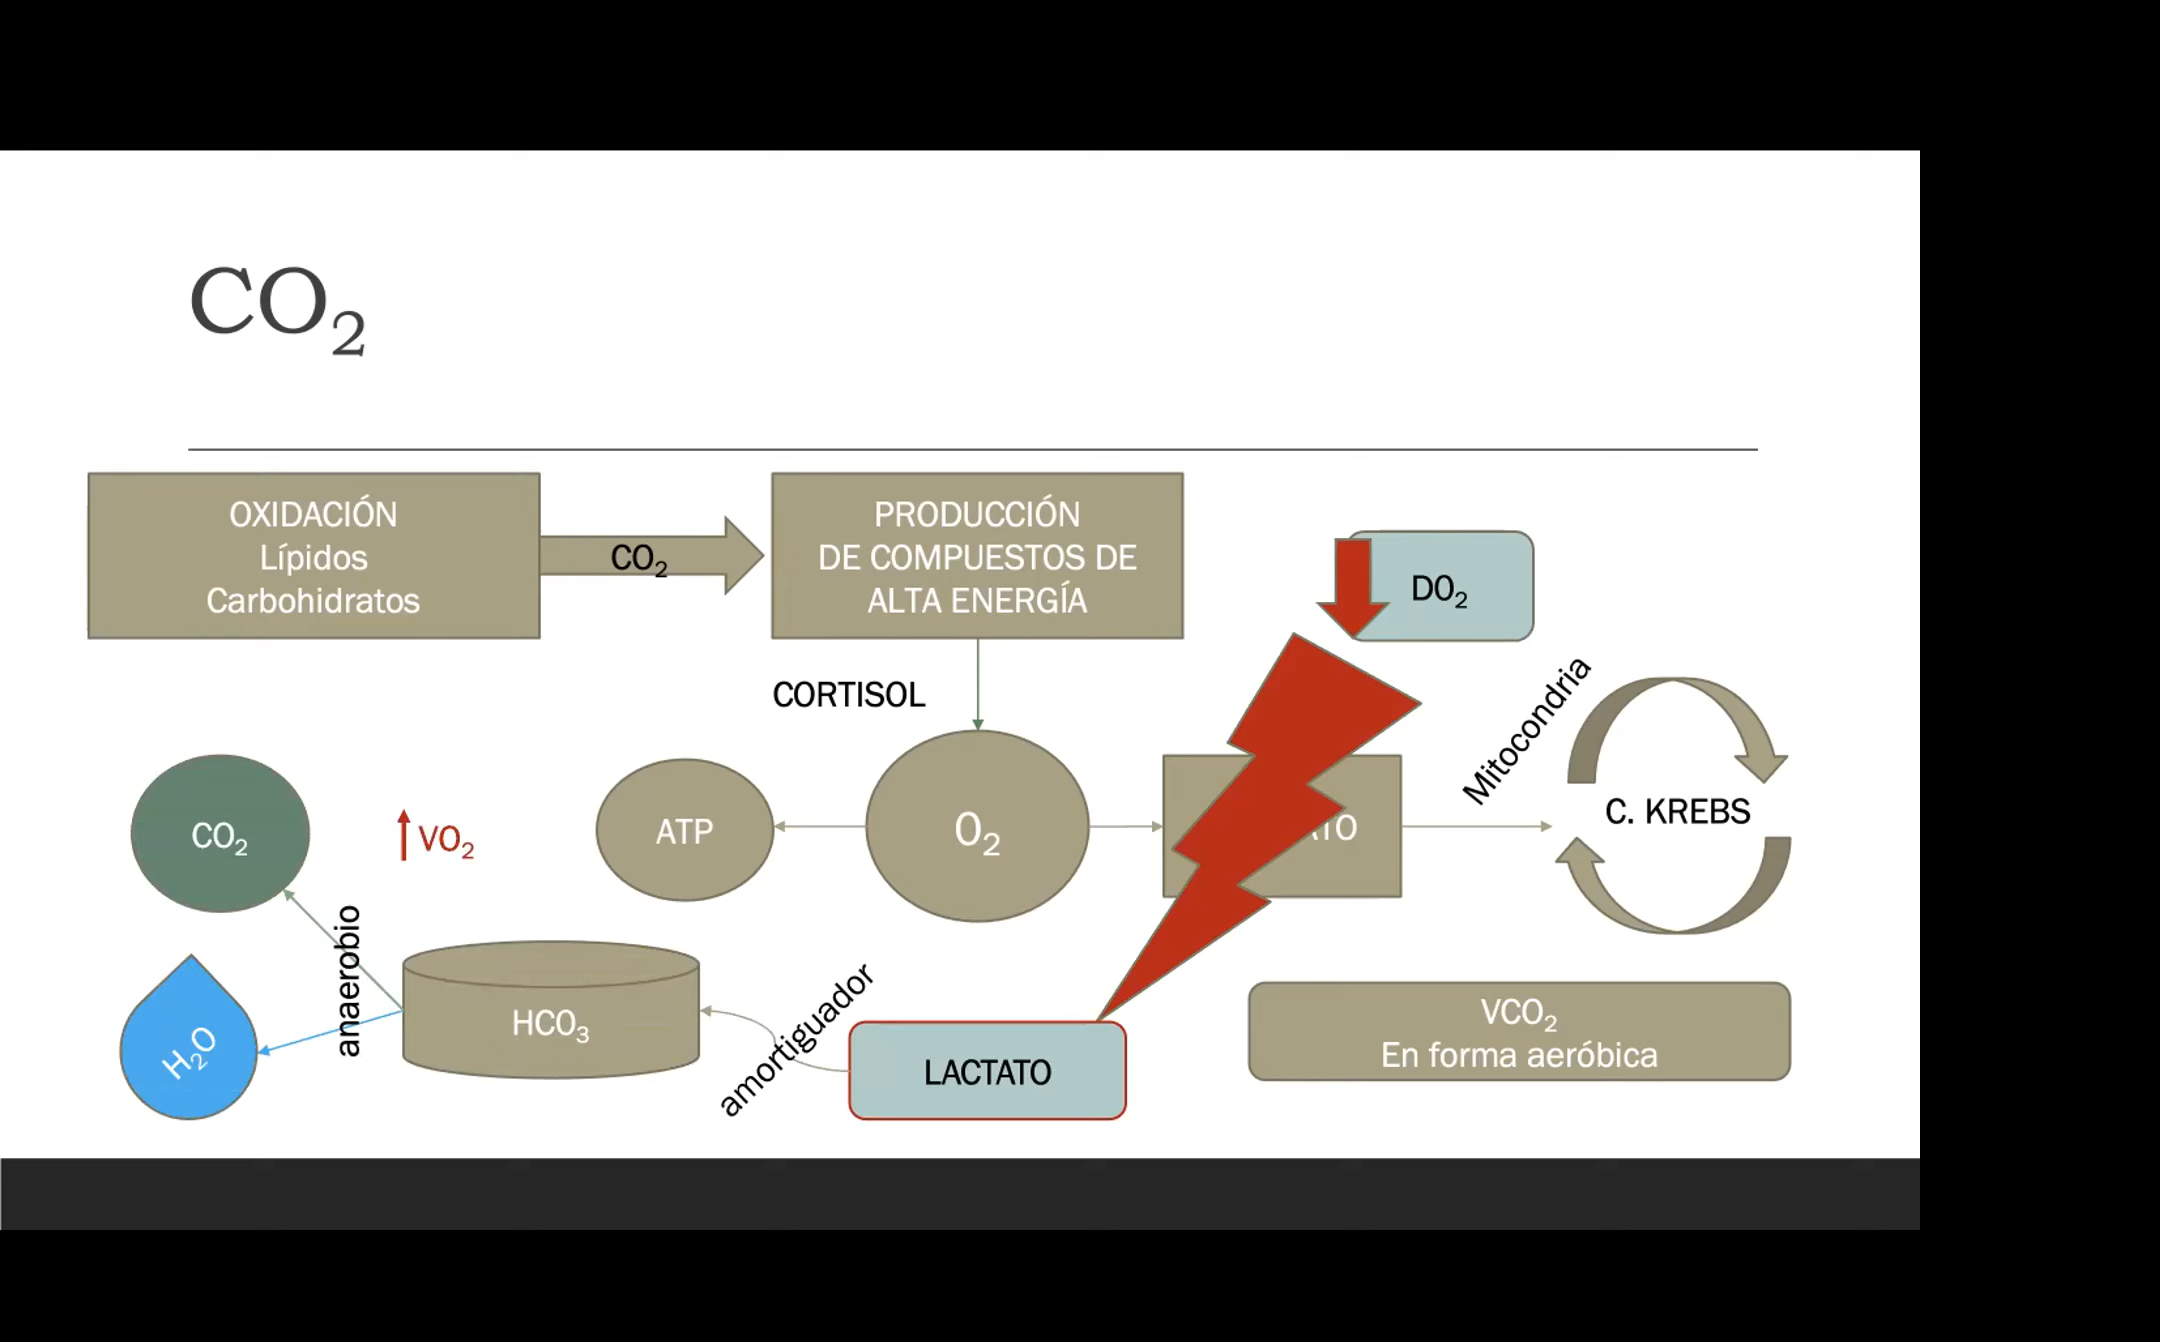 CO₂
OXIDACIÓN
Lípidos
Carbohidratos
CO₂
PRODUCCIÓN
DE COMPUESTOS DE
ALTA ENERGÍA
DO₂
CORTISOL
Mitocondria
CO₂
VO₂
ATP
O₂
C. KREBS
anaerobio
H₂O
HCO₃
amortiguador
LACTATO
VCO₂
En forma aeróbica